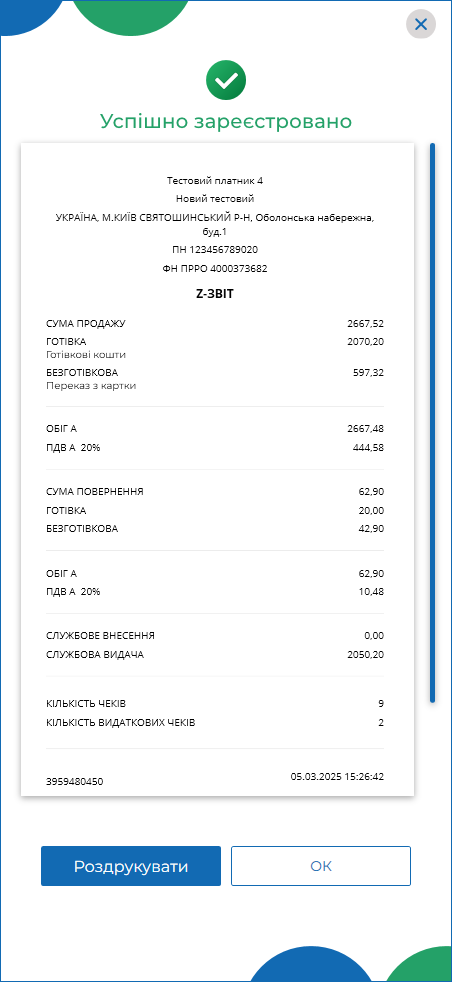 Успішно зареєстровано
Тестовий платник 4
Новий тестовий
УКРАЇНА, М.КИЇВ СВЯТОШИНСЬКИЙ Р-Н, Оболонська набережна,
буд.1
ПН 123456789020
ФН ПРРО 4000373682
Z-ЗВІТ
СУМА ПРОДАЖУ 2667,52
ГОТІВКА 2070,20
Готівкові кошти
БЕЗГОТІВКОВА 597,32
Переказ з картки
ОБІГ А 2667,48
ПДВ А 20% 444,58
СУМА ПОВЕРНЕННЯ 62,90
ГОТІВКА 20,00
БЕЗГОТІВКОВА 42,90
ОБІГ А 62,90
ПДВ А 20% 10,48
СЛУЖБОВЕ ВНЕСЕННЯ 0,00
СЛУЖБОВА ВИДАЧА 2050,20
КІЛЬКІСТЬ ЧЕКІВ 9
КІЛЬКІСТЬ ВИДАТКОВИХ ЧЕКІВ 2
3959480450 05.03.2025 15:26:42
Роздрукувати ОК